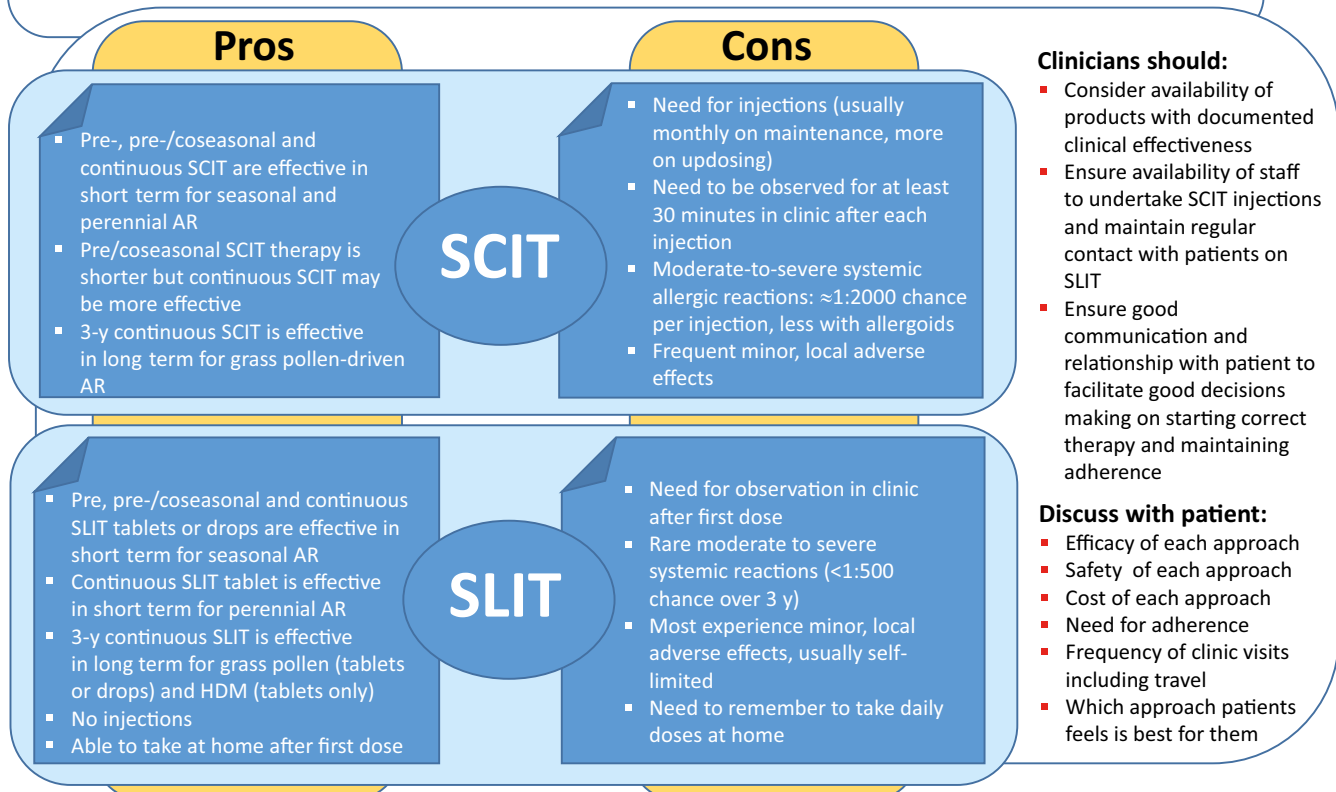 Pros
Cons
▪ Pre-, pre-/coseasonal and
continuous SCIT are effective in
short term for seasonal and
perennial AR
▪ Pre/coseasonal SCIT therapy is
shorter but continuous SCIT may
be more effective
▪ 3-y continuous SCIT is effective
in long term for grass pollen-driven
AR
SCIT
▪ Need for injections (usually
monthly on maintenance, more
on updosing)
▪ Need to be observed for at least
30 minutes in clinic after each
injection
▪ Moderate-to-severe systemic
allergic reactions: ≈1:2000 chance
per injection, less with allergoids
▪ Frequent minor, local adverse
effects
▪ Pre, pre-/coseasonal and continuous
SLIT tablets or drops are effective in
short term for seasonal AR
▪ Continuous SLIT tablet is effective
in short term for perennial AR
▪ 3-y continuous SLIT is effective
in long term for grass pollen (tablets
or drops) and HDM (tablets only)
▪ No injections
▪ Able to take at home after first dose
SLIT
▪ Need for observation in clinic
after first dose
▪ Rare moderate to severe
systemic reactions (<1:500
chance over 3 y)
▪ Most experience minor, local
adverse effects, usually self-
limited
▪ Need to remember to take daily
doses at home
Clinicians should:
▪ Consider availability of
products with documented
clinical effectiveness
▪ Ensure availability of staff
to undertake SCIT injections
and maintain regular
contact with patients on
SLIT
▪ Ensure good
communication and
relationship with patient to
facilitate good decisions
making on starting correct
therapy and maintaining
adherence
Discuss with patient:
▪ Efficacy of each approach
▪ Safety of each approach
▪ Cost of each approach
▪ Need for adherence
▪ Frequency of clinic visits
including travel
▪ Which approach patients
feels is best for them